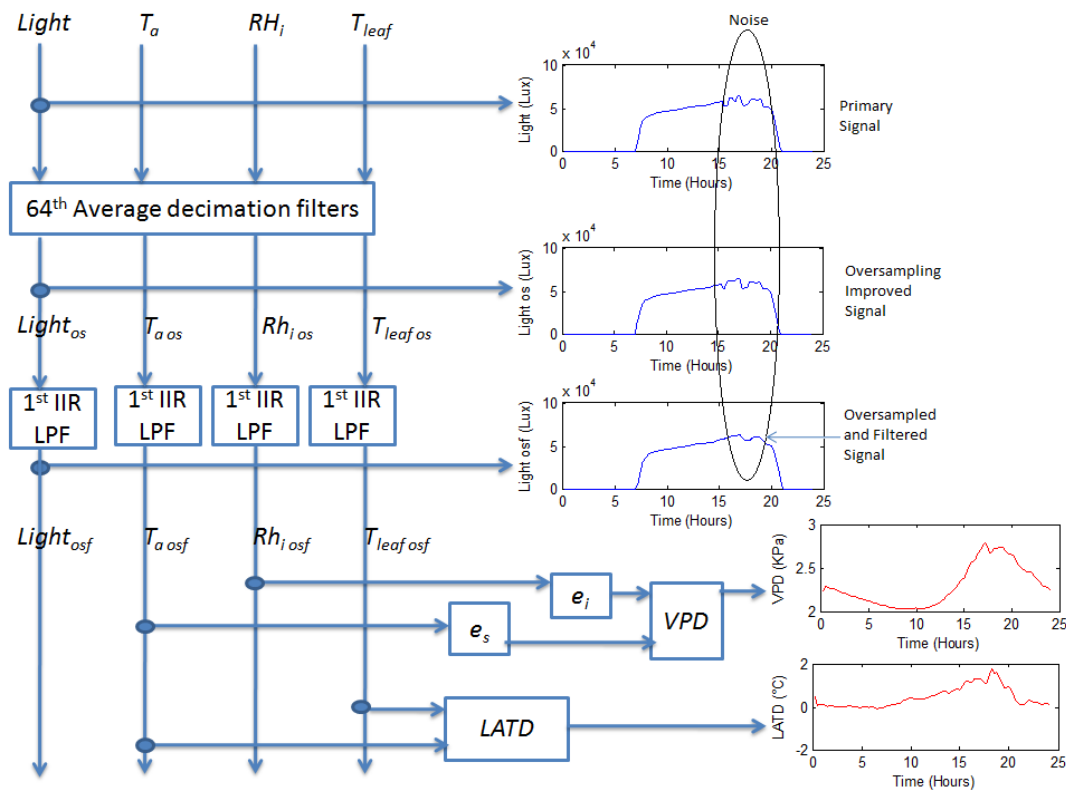 Light T_a RH_i T_leaf
Noise
x 10^4
10
5
0
Light (Lux)
0 5 10 15 20 25
Time (Hours)
Primary
Signal
64th Average decimation filters
x 10^4
10
5
0
Light os (Lux)
0 5 10 15 20 25
Time (Hours)
Oversampling
Improved
Signal
Light_os T_a os Rh_i os T_leaf os
1st IIR
LPF
1st IIR
LPF
1st IIR
LPF
1st IIR
LPF
x 10^4
10
5
0
Light osf (Lux)
0 5 10 15 20 25
Time (Hours)
Oversampled
and Filtered
Signal
Light_osf T_a osf Rh_i osf T_leaf osf
e_i
e_s
VPD
3
2.5
2
VPD (KPa)
0 5 10 15 20 25
Time (Hours)
LATD
2
0
-2
LATD (°C)
0 5 10 15 20 25
Time (Hours)